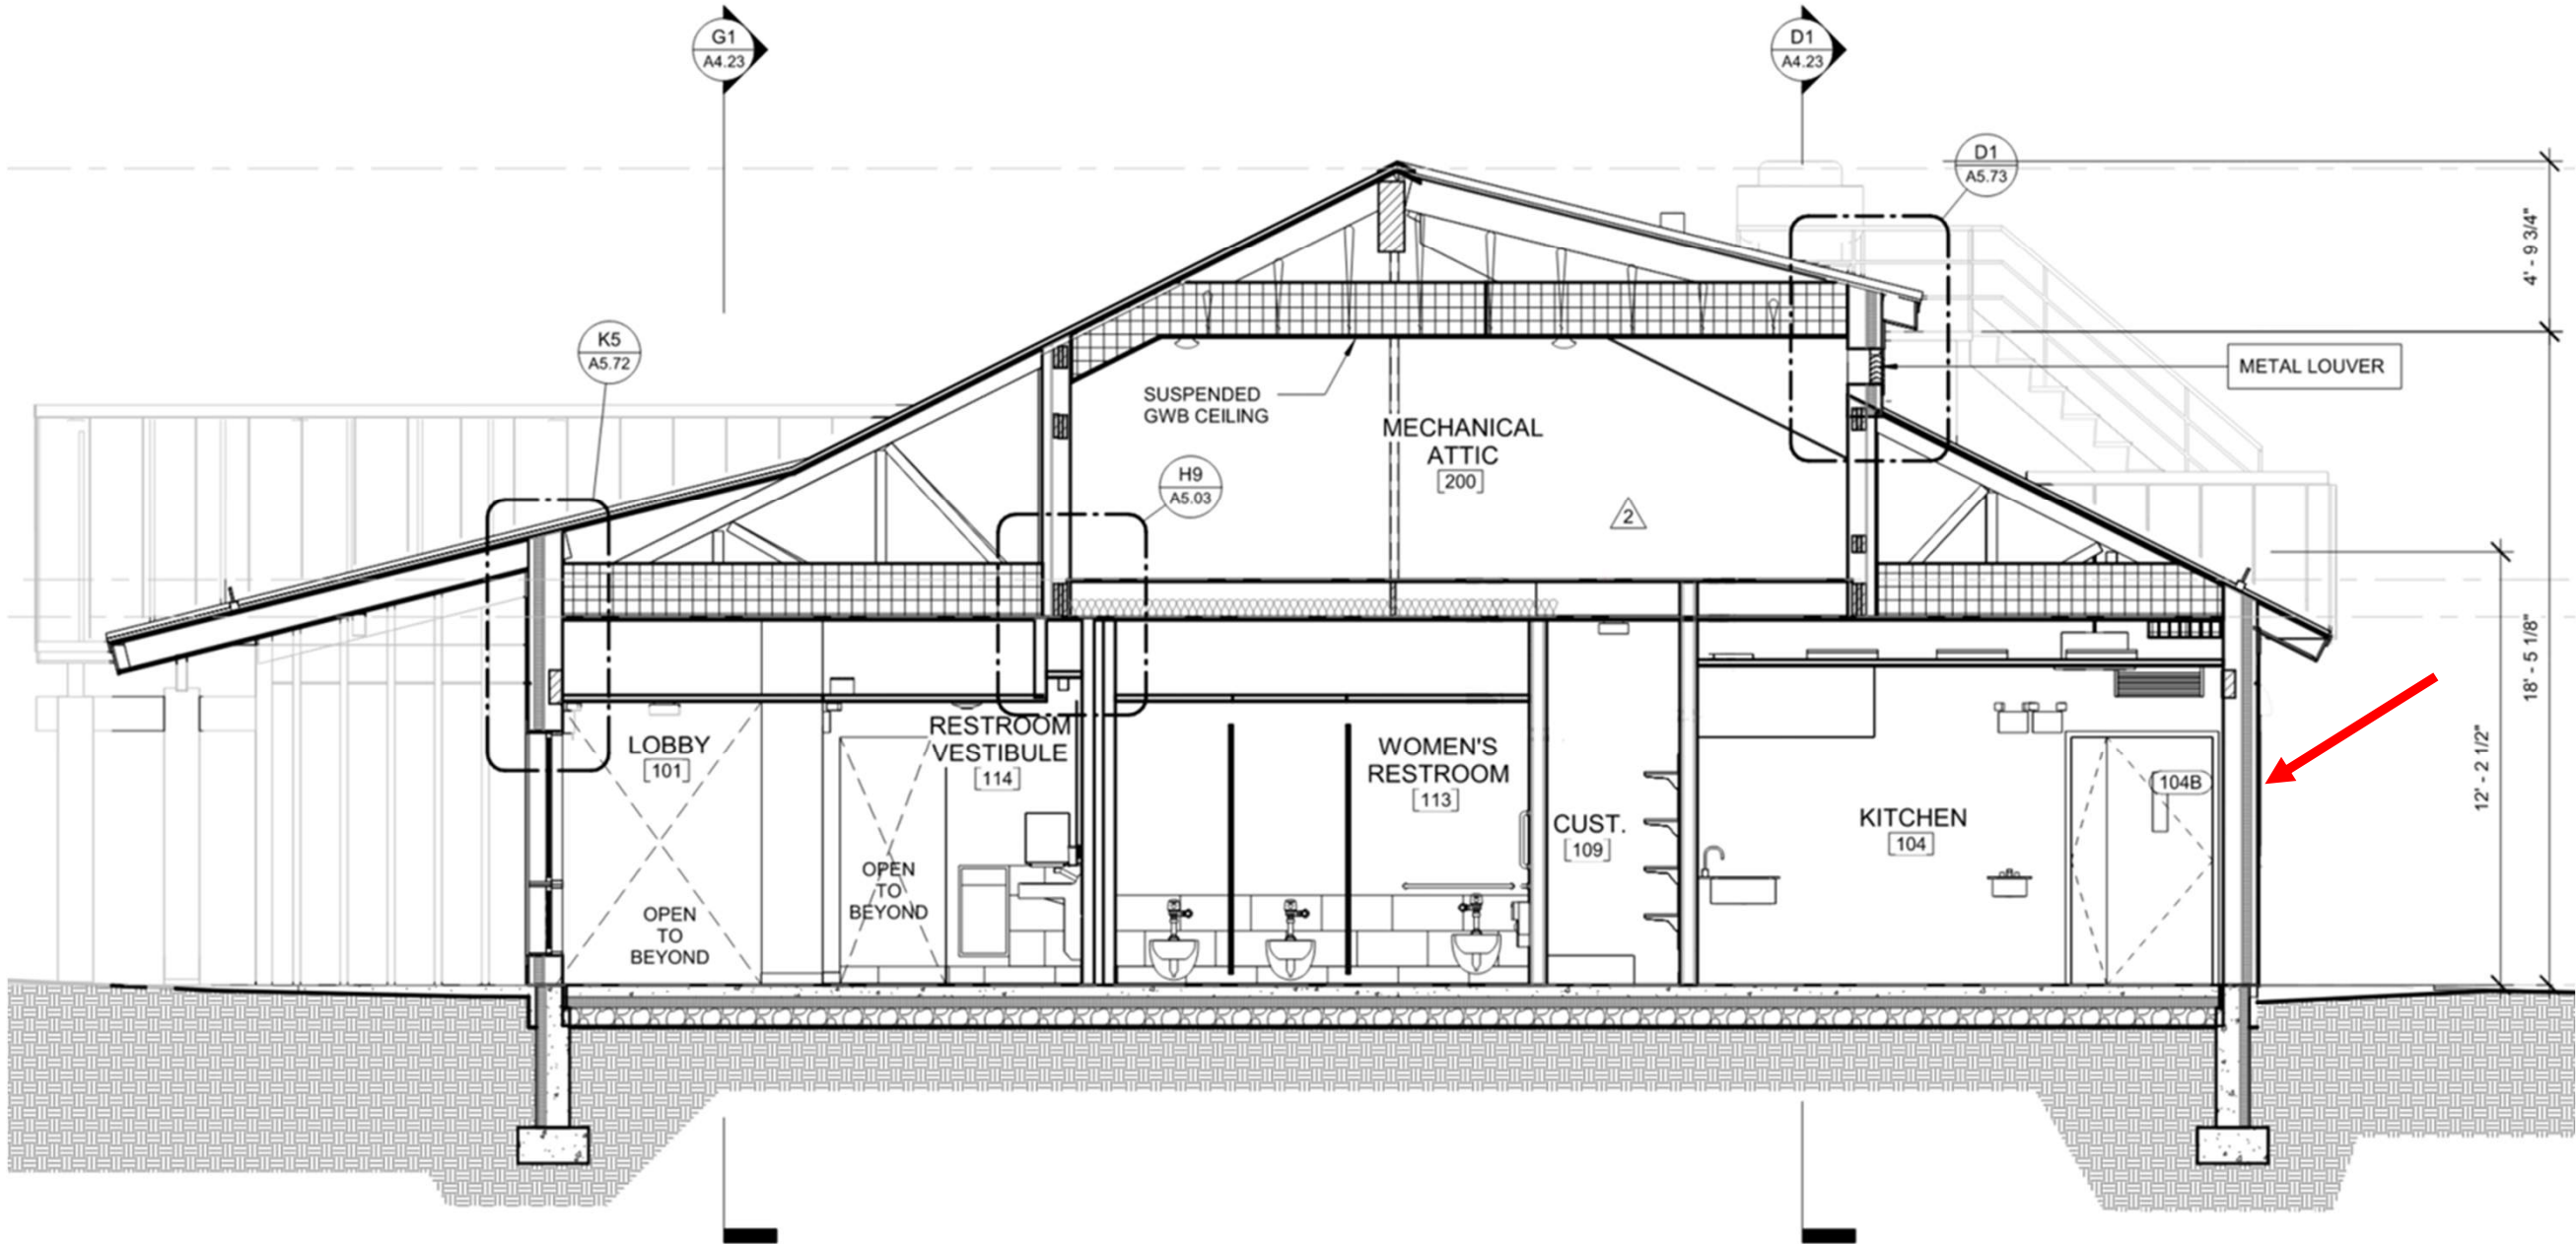 G1
A4.23
D1
A4.23
D1
A5.73
4' - 9 3/4"
K5
A5.72
METAL LOUVER
SUSPENDED
GWB CEILING
MECHANICAL
ATTIC
200
H9
A5.03
2
18' - 5 1/8"
12' - 2 1/2"
LOBBY
101
RESTROOM
VESTIBULE
114
WOMEN'S
RESTROOM
113
CUST.
109
KITCHEN
104
104B
OPEN
TO
BEYOND
OPEN
TO
BEYOND